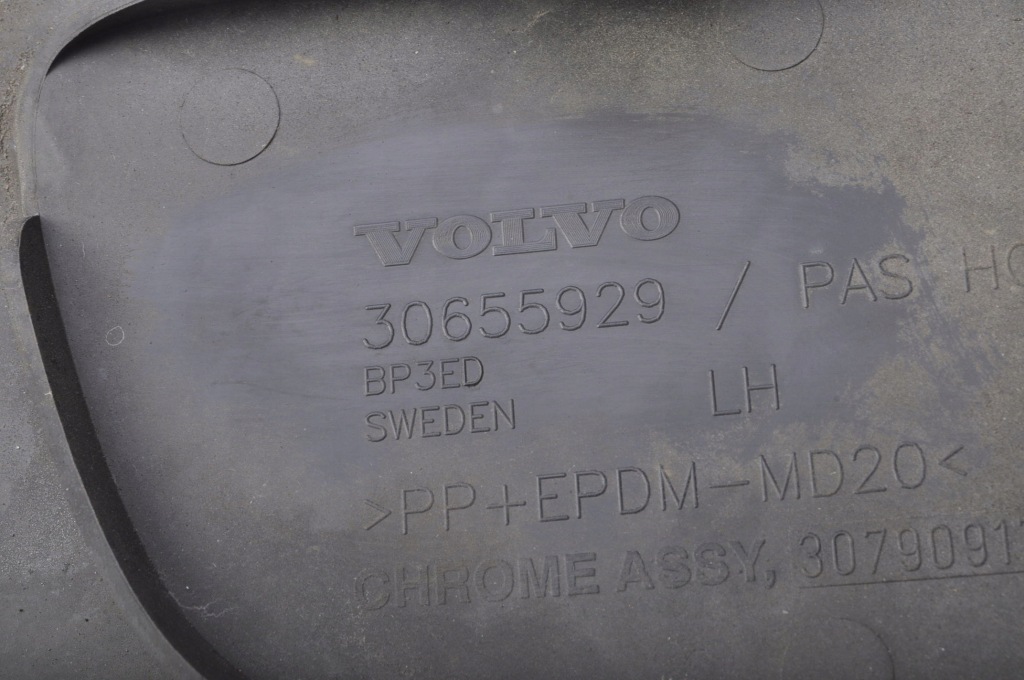 VOLVO
30655929 / PAS
BP3ED
LH
SWEDEN
>PP+EPDM-MD20<
CHROME ASSY,